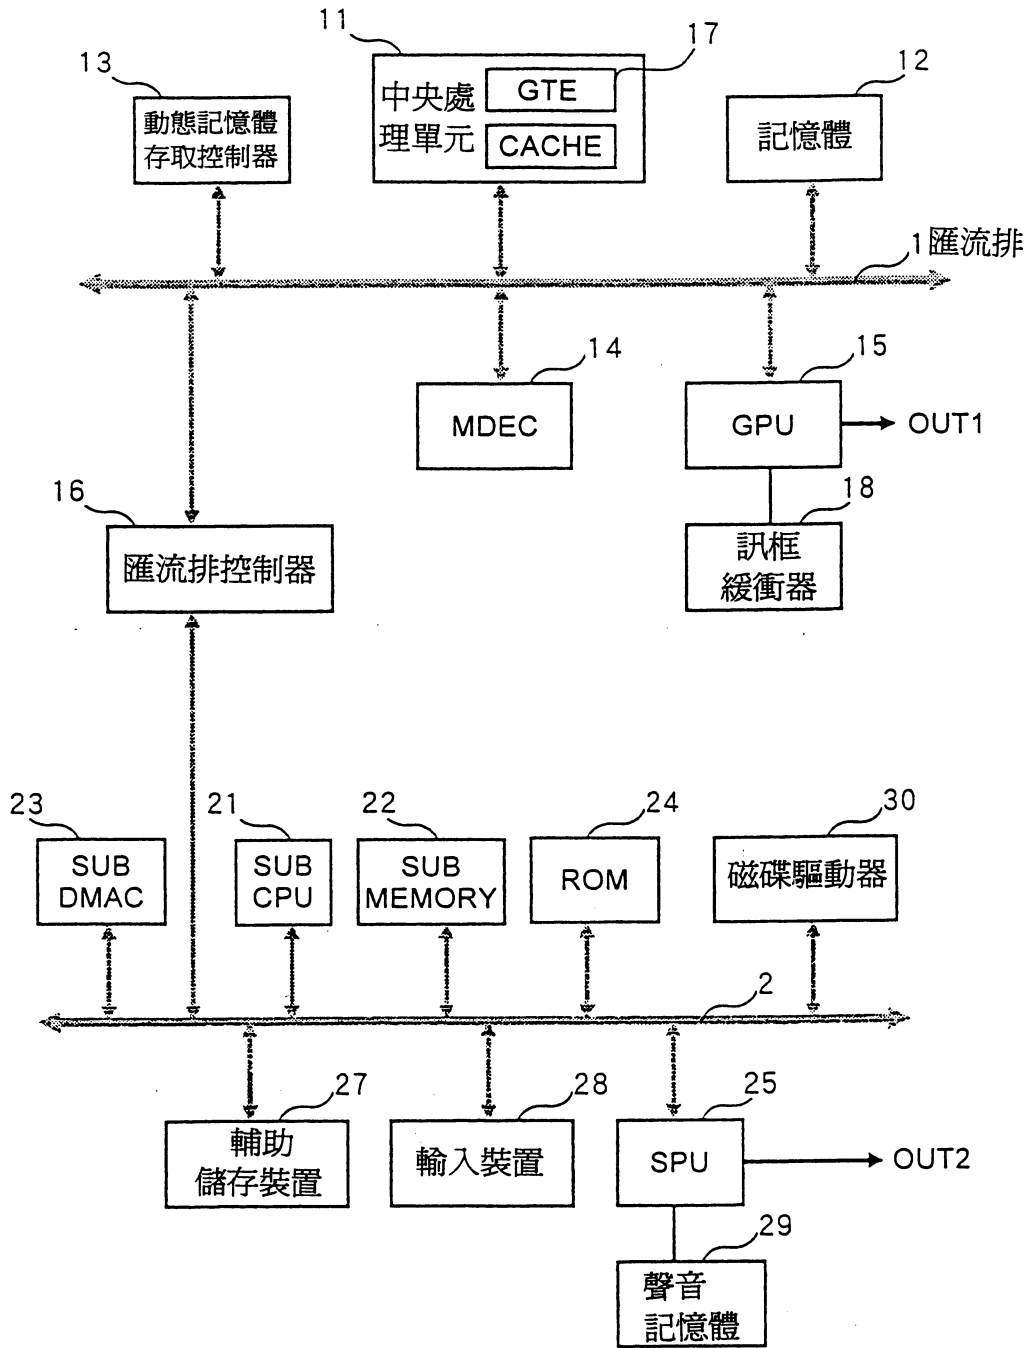 11
17
13
12
動態記憶體
存取控制器
中央處
理單元
GTE
CACHE
記憶體
1 匯流排
14
15
MDEC
GPU
OUT1
16
18
匯流排控制器
訊框
緩衝器
23
21
22
24
30
SUB
DMAC
SUB
CPU
SUB
MEMORY
ROM
磁碟驅動器
2
27
28
25
輔助
儲存裝置
輸入裝置
SPU
OUT2
29
聲音
記憶體